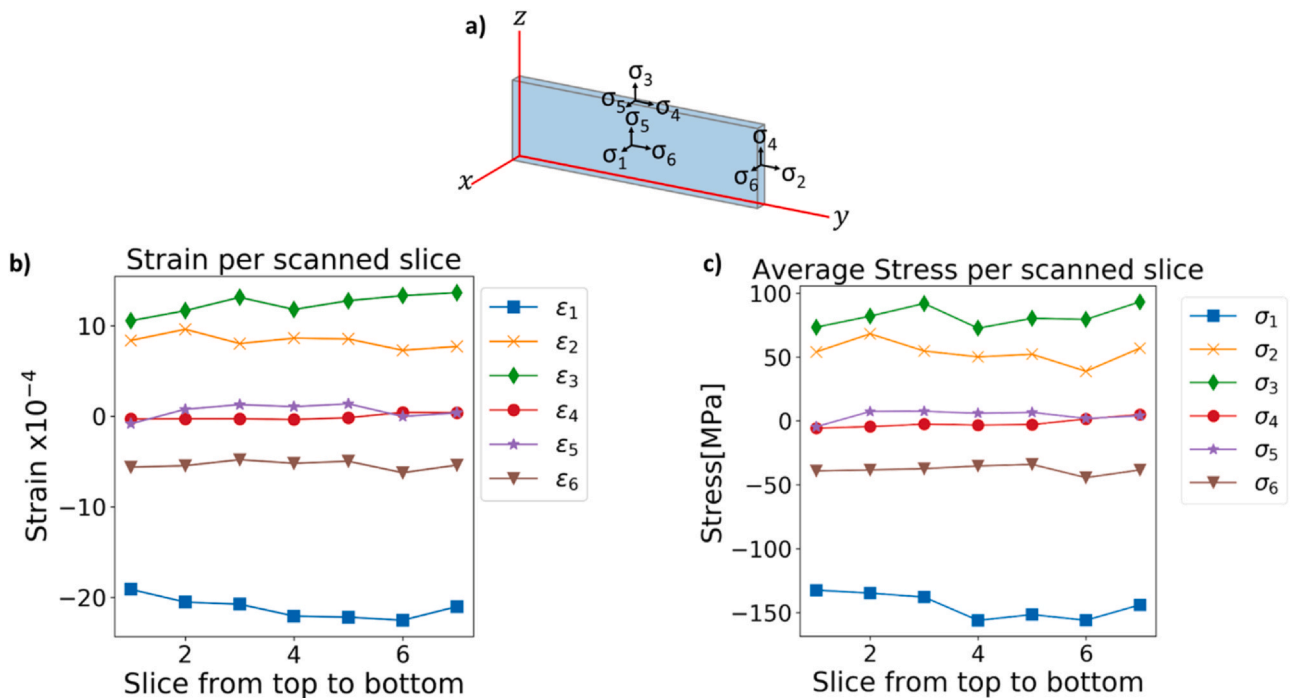 a)
z
σ3
σ5 σ4
σ5
σ4
σ1 σ6
σ6 σ2
x
y
b)
Strain per scanned slice
Strain x10−4
10
0
−10
−20
2 4 6
Slice from top to bottom
ε1
ε2
ε3
ε4
ε5
ε6
c)
Average Stress per scanned slice
Stress[MPa]
100
50
0
−50
−100
−150
2 4 6
Slice from top to bottom
σ1
σ2
σ3
σ4
σ5
σ6